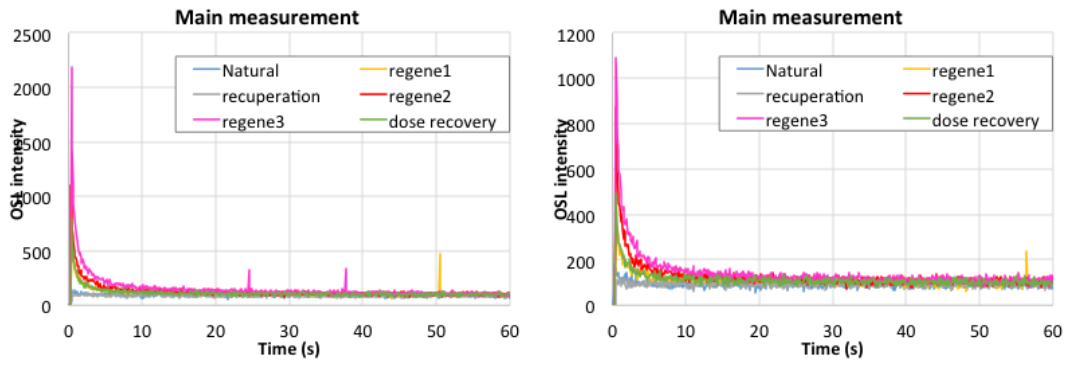 Main measurement
2500
2000
1500
1000
500
0
OSL intensity
Natural regene1
recuperation regene2
regene3 dose recovery
0 10 20 30 40 50 60
Time (s)
Main measurement
1200
1000
800
600
400
200
0
OSL intensity
Natural regene1
recuperation regene2
regene3 dose recovery
0 10 20 30 40 50 60
Time (s)